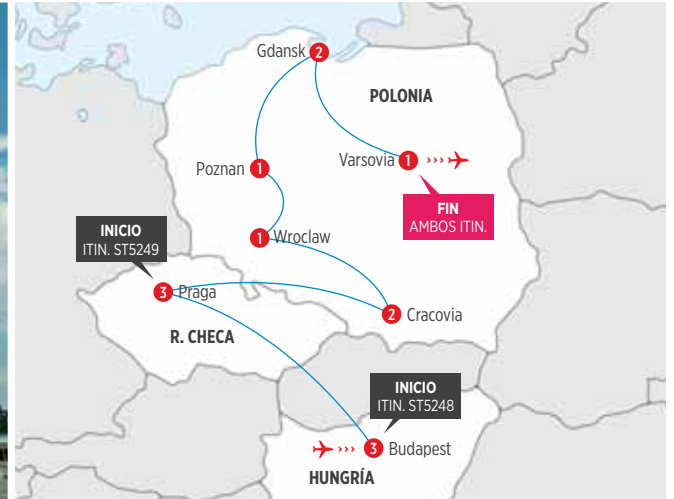 Gdansk 2
POLONIA
Varsovia 1
Poznan 1
FIN
AMBOS ITIN.
INICIO
ITIN. ST5249
1 Wroclaw
3 Praga
2 Cracovia
R. CHECA
INICIO
ITIN. ST5248
3 Budapest
HUNGRÍA